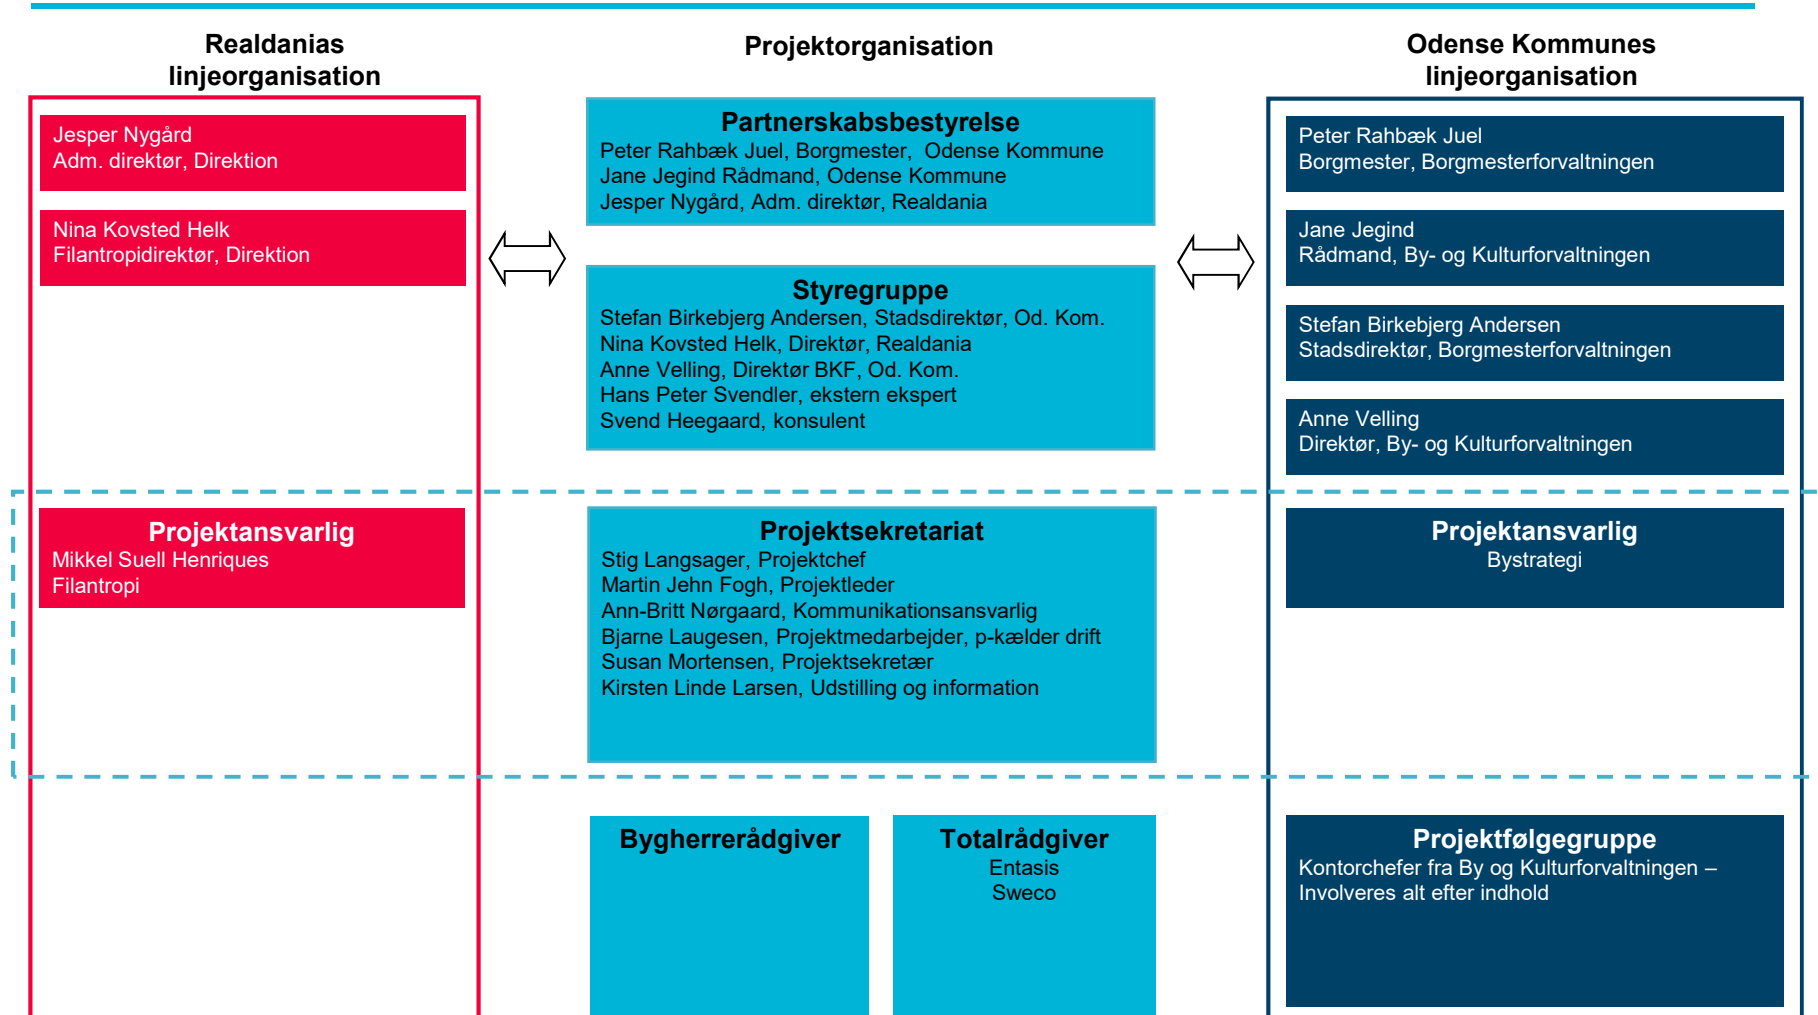 Realdanias
linjeorganisation
Jesper Nygård
Adm. direktør, Direktion
Nina Kovsted Helk
Filantropidirektør, Direktion
Projektansvarlig
Mikkel Suell Henriques
Filantropi
Projektorganisation
Partnerskabsbestyrelse
Peter Rahbæk Juel, Borgmester, Odense Kommune
Jane Jegind Rådmand, Odense Kommune
Jesper Nygård, Adm. direktør, Realdania
Styregruppe
Stefan Birkebjerg Andersen, Stadsdirektør, Od. Kom.
Nina Kovsted Helk, Direktør, Realdania
Anne Velling, Direktør BKF, Od. Kom.
Hans Peter Svendler, ekstern ekspert
Svend Heegaard, konsulent
Projektsekretariat
Stig Langsager, Projektchef
Martin Jehn Fogh, Projektleder
Ann-Britt Nørgaard, Kommunikationsansvarlig
Bjarne Laugesen, Projektmedarbejder, p-kælder drift
Susan Mortensen, Projektsekretær
Kirsten Linde Larsen, Udstilling og information
Bygherrerådgiver
Totalrådgiver
Entasis
Sweco
Odense Kommunes
linjeorganisation
Peter Rahbæk Juel
Borgmester, Borgmesterforvaltningen
Jane Jegind
Rådmand, By- og Kulturforvaltningen
Stefan Birkebjerg Andersen
Stadsdirektør, Borgmesterforvaltningen
Anne Velling
Direktør, By- og Kulturforvaltningen
Projektansvarlig
Bystrategi
Projektfølgegruppe
Kontorchefer fra By og Kulturforvaltningen –
Involveres alt efter indhold